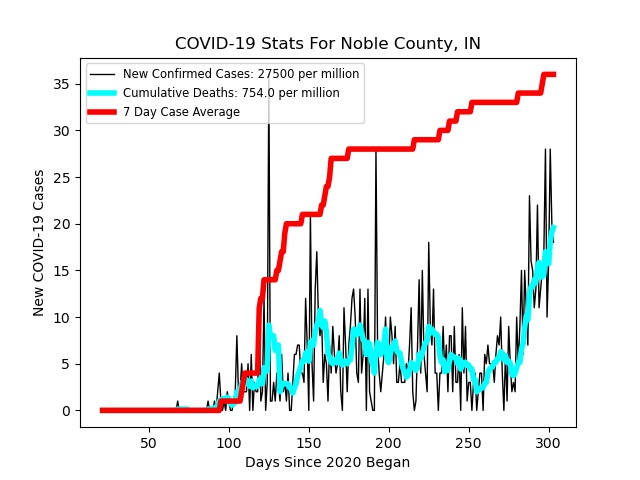 COVID-19 Stats For Noble County, IN
New Confirmed Cases: 27500 per million
Cumulative Deaths: 754.0 per million
7 Day Case Average
35
30
25
20
15
10
5
0
New COVID-19 Cases
50 100 150 200 250 300
Days Since 2020 Began